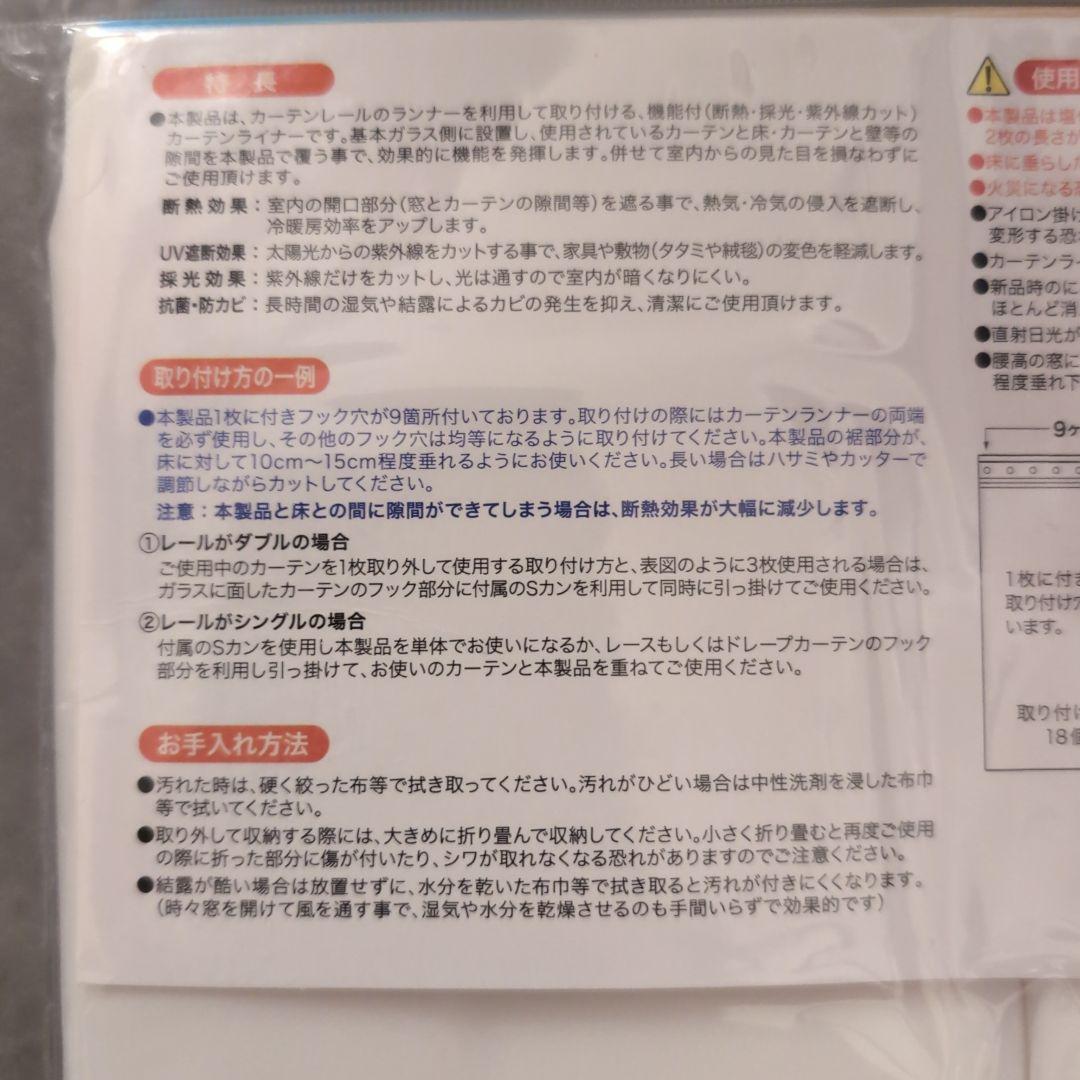 特長
●本製品は、カーテンレールのランナーを利用して取り付ける、機能付(断熱・採光・紫外線カット)
カーテンライナーです。基本ガラス側に設置し、使用されているカーテンと床・カーテンと壁等の
隙間を本製品で覆う事で、効果的に機能を発揮します。併せて室内からの見た目を損なわずに
ご使用頂けます。
断熱効果：室内の開口部分(窓とカーテンの隙間等)を遮る事で、熱気・冷気の侵入を遮断し、
冷暖房効率をアップします。
UV遮断効果：太陽光からの紫外線をカットする事で、家具や敷物(タタミや絨毯)の変色を軽減します。
採光効果：紫外線だけをカットし、光は通すので室内が暗くなりにくい。
抗菌・防カビ：長時間の湿気や結露によるカビの発生を抑え、清潔にご使用頂けます。
取り付け方の一例
●本製品1枚に付きフック穴が9箇所付いております。取り付けの際にはカーテンランナーの両端
を必ず使用し、その他のフック穴は均等になるように取り付けてください。本製品の裾部分が、
床に対して10cm～15cm程度垂れるようにお使いください。長い場合はハサミやカッターで
調節しながらカットしてください。
注意：本製品と床との間に隙間ができてしまう場合は、断熱効果が大幅に減少します。
①レールがダブルの場合
ご使用中のカーテンを1枚取り外して使用する取り付け方と、表図のように3枚使用される場合は、
ガラスに面したカーテンのフック部分に付属のSカンを利用して同時に引っ掛けてご使用ください。
②レールがシングルの場合
付属のSカンを使用し本製品を単体でお使いになるか、レースもしくはドレープカーテンのフック
部分を利用し引っ掛けて、お使いのカーテンと本製品を重ねてご使用ください。
お手入れ方法
●汚れた時は、硬く絞った布等で拭き取ってください。汚れがひどい場合は中性洗剤を浸した布巾
等で拭いてください。
●取り外して収納する際には、大きめに折り畳んで収納してください。小さく折り畳むと再度ご使用
の際に折った部分に傷が付いたり、シワが取れなくなる恐れがありますのでご注意ください。
●結露が酷い場合は放置せずに、水分を乾いた布巾等で拭き取ると汚れが付きにくくなります。
(時々窓を開けて風を通す事で、湿気や水分を乾燥させるのも手間いらずで効果的です)
使用
●本製品は塩
2枚の長さが
●床に垂らした
●火災になる
●アイロン掛け
変形する恐
●カーテンラ
●新品時のに
ほとんど消
●直射日光が
●腰高の窓に
程度垂れ下
9ケ
1枚に付き
取り付け穴
います。
取り付け
18個